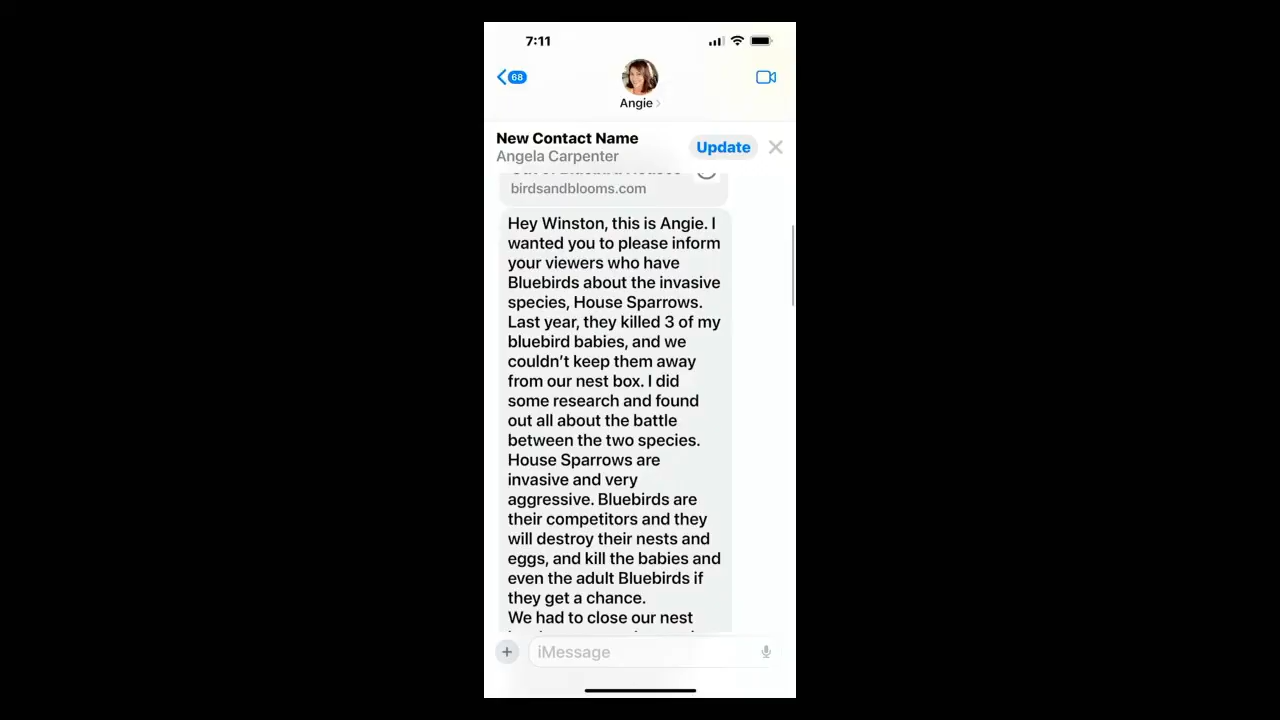 7:11
68
Angie
New Contact Name
Angela Carpenter
Update
birdsandblooms.com
Hey Winston, this is Angie. I
wanted you to please inform
your viewers who have
Bluebirds about the invasive
species, House Sparrows.
Last year, they killed 3 of my
bluebird babies, and we
couldn’t keep them away
from our nest box. I did
some research and found
out all about the battle
between the two species.
House Sparrows are
invasive and very
aggressive. Bluebirds are
their competitors and they
will destroy their nests and
eggs, and kill the babies and
even the adult Bluebirds if
they get a chance.
We had to close our nest
iMessage